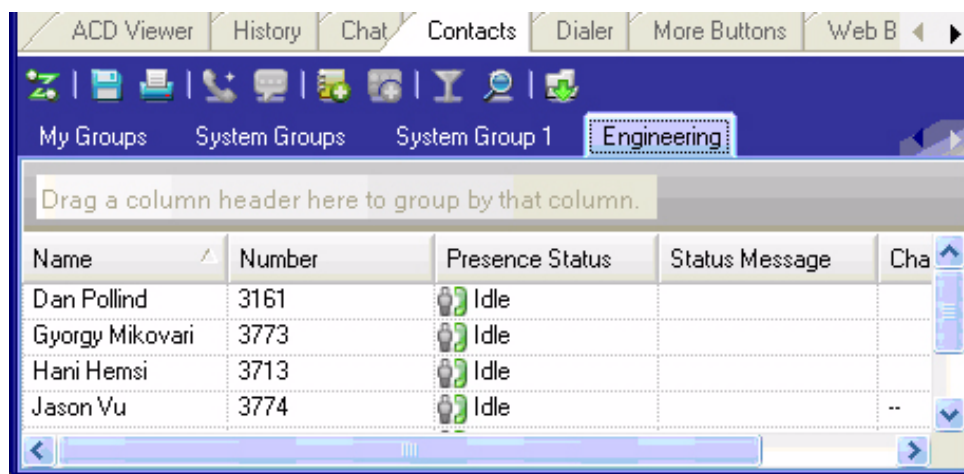 ACD Viewer History Chat Contacts Dialer More Buttons Web B
My Groups System Groups System Group 1 Engineering
Drag a column header here to group by that column.
Name Number Presence Status Status Message Cha
Dan Pollind 3161 Idle
Gyorgy Mikovari 3773 Idle
Hani Hemsi 3713 Idle
Jason Vu 3774 Idle --